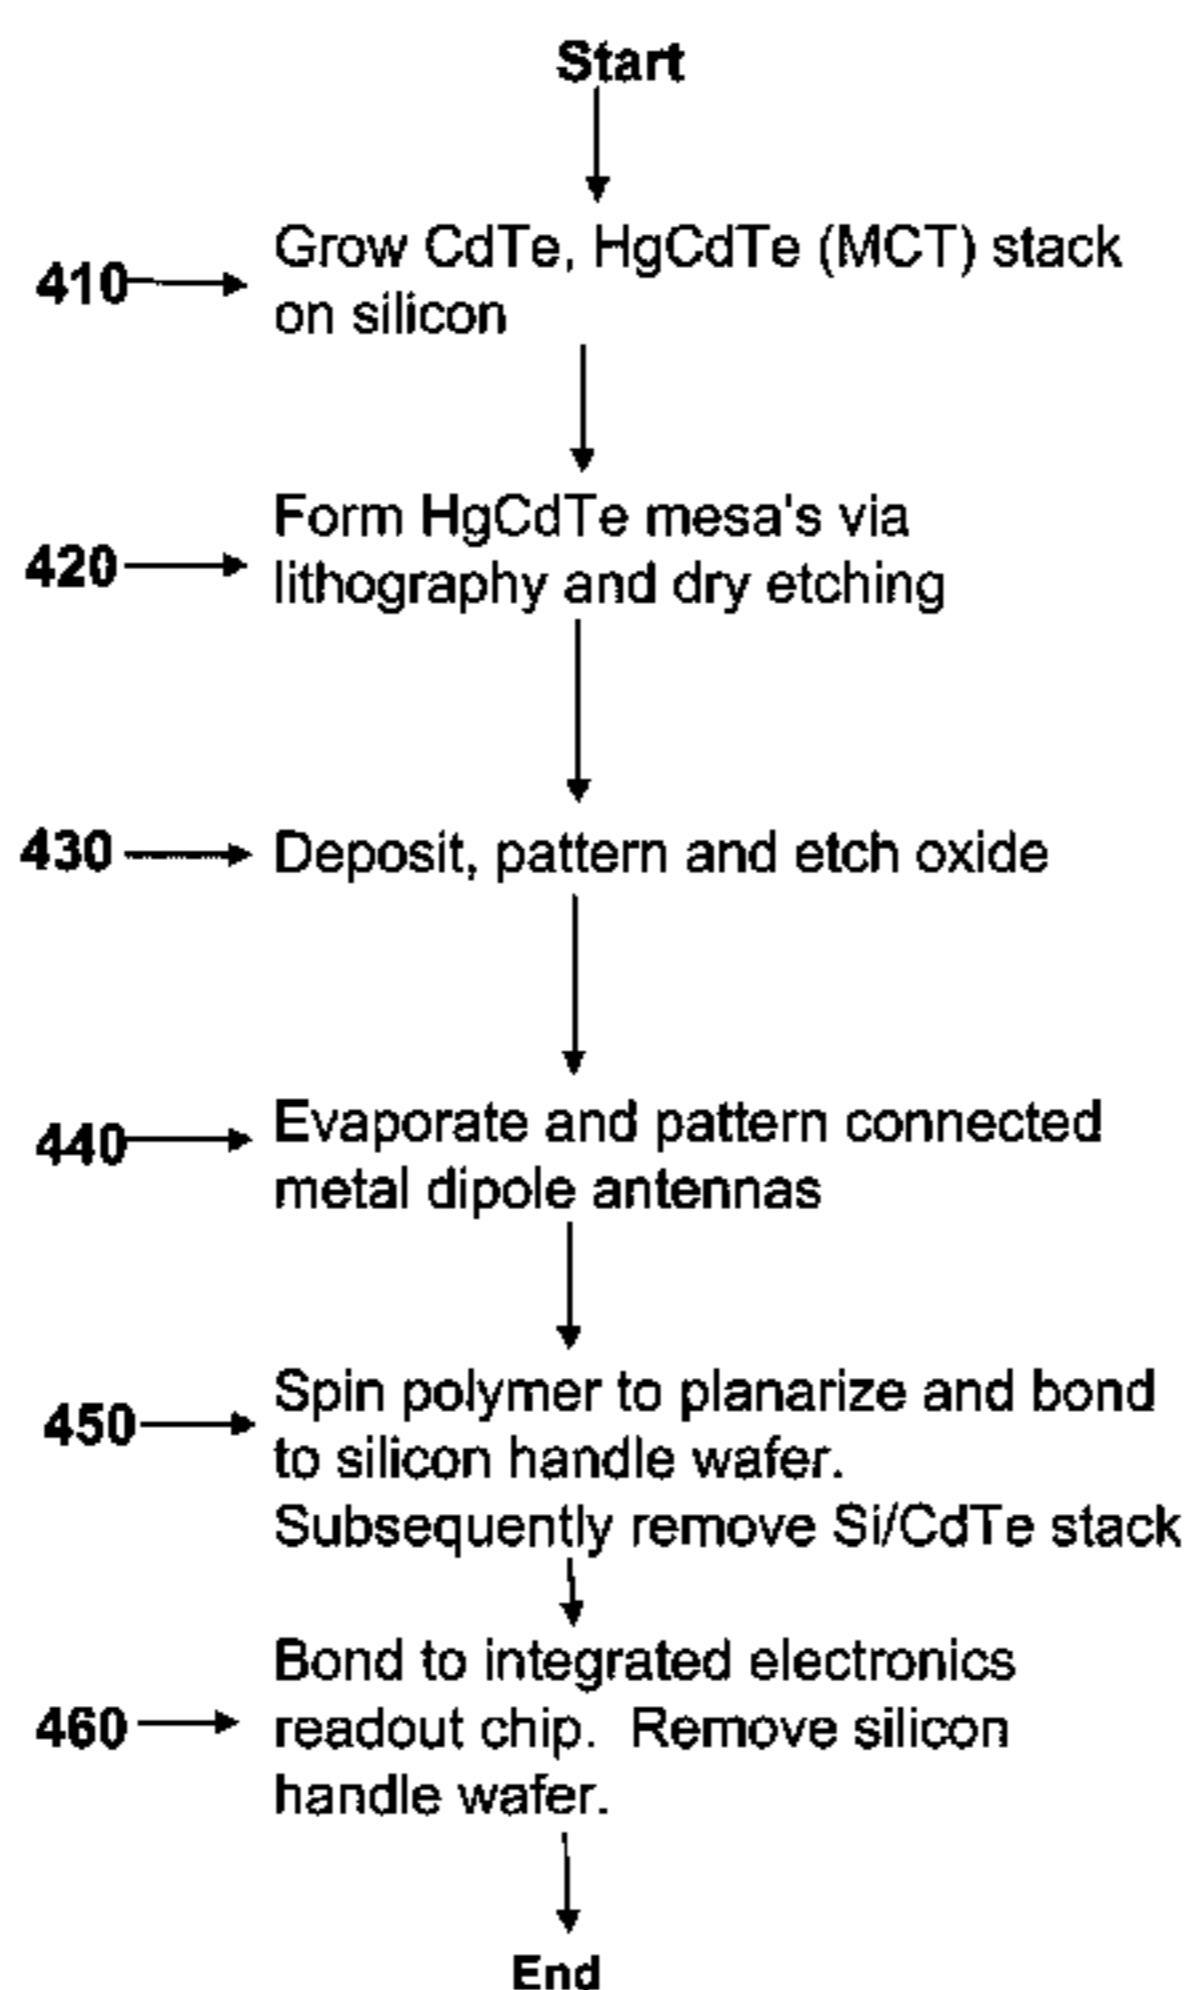 Start
410
Grow CdTe, HgCdTe (MCT) stack
on silicon
420
Form HgCdTe mesa's via
lithography and dry etching
430
Deposit, pattern and etch oxide
440
Evaporate and pattern connected
metal dipole antennas
450
Spin polymer to planarize and bond
to silicon handle wafer.
Subsequently remove Si/CdTe stack
460
Bond to integrated electronics
readout chip. Remove silicon
handle wafer.
End